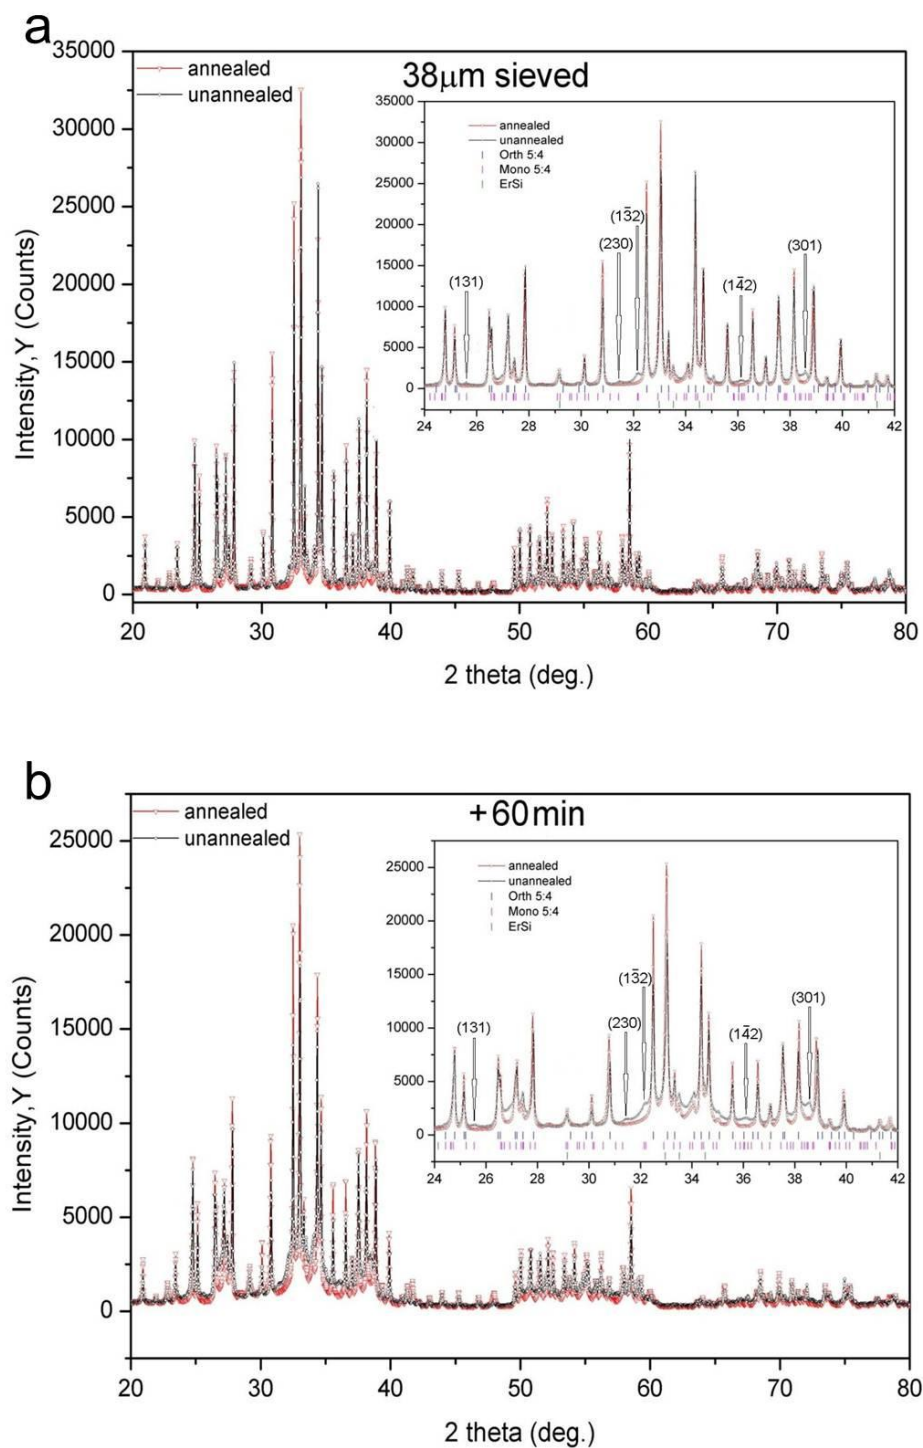 a
35000
30000
25000
20000
15000
10000
5000
0
Intensity,Y (Counts)
annealed
unannealed
38μm sieved
35000
30000
25000
20000
15000
10000
5000
0
annealed
unannealed
Orth 5:4
Mono 5:4
ErSi
(131)
(230)
(13̄2)
(14̄2)
(301)
24 26 28 30 32 34 36 38 40 42
20 30 40 50 60 70 80
2 theta (deg.)
b
25000
20000
15000
10000
5000
0
Intensity,Y (Counts)
annealed
unannealed
+60min
25000
20000
15000
10000
5000
0
annealed
unannealed
Orth 5:4
Mono 5:4
ErSi
(131)
(230)
(13̄2)
(14̄2)
(301)
24 26 28 30 32 34 36 38 40 42
20 30 40 50 60 70 80
2 theta (deg.)